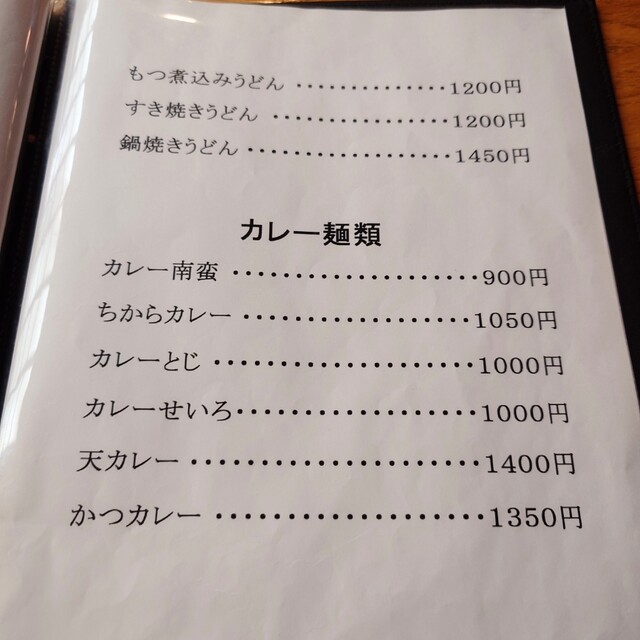 もつ煮込みうどん ・・・・・・・・・・・・・・・1200円
すき焼きうどん ・・・・・・・・・・・・・・・・・1200円
鍋焼きうどん ・・・・・・・・・・・・・・・・・・・1450円
カレー麺類
カレー南蛮 ・・・・・・・・・・・・・・・・・・・・900円
ちからカレー ・・・・・・・・・・・・・・・・・・1050円
カレーとじ ・・・・・・・・・・・・・・・・・・・1000円
カレーせいろ・・・・・・・・・・・・・・・・・1000円
天カレー ・・・・・・・・・・・・・・・・・・・・・1400円
かつカレー ・・・・・・・・・・・・・・・・・・・1350円